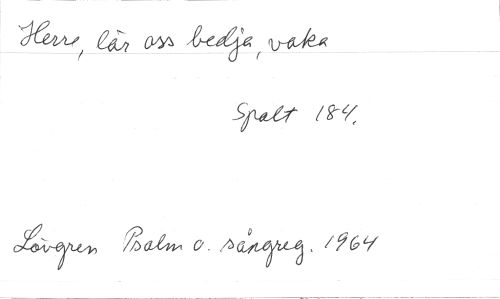 Herre, lär oss bedja, vaka
Spalt 184.
Lövgren Psalm o. sångreg. 1964